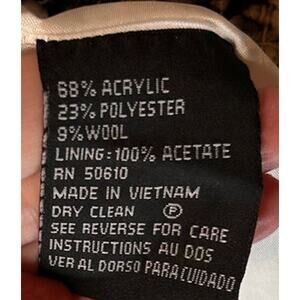 68% ACRYLIC
23% POLYESTER
9% WOOL
LINING: 100% ACETATE
RN 50610
MADE IN VIETNAM
DRY CLEAN Ⓟ
SEE REVERSE FOR CARE
INSTRUCTIONS AU DOS
VER AL DORSO PARA CUIDADO